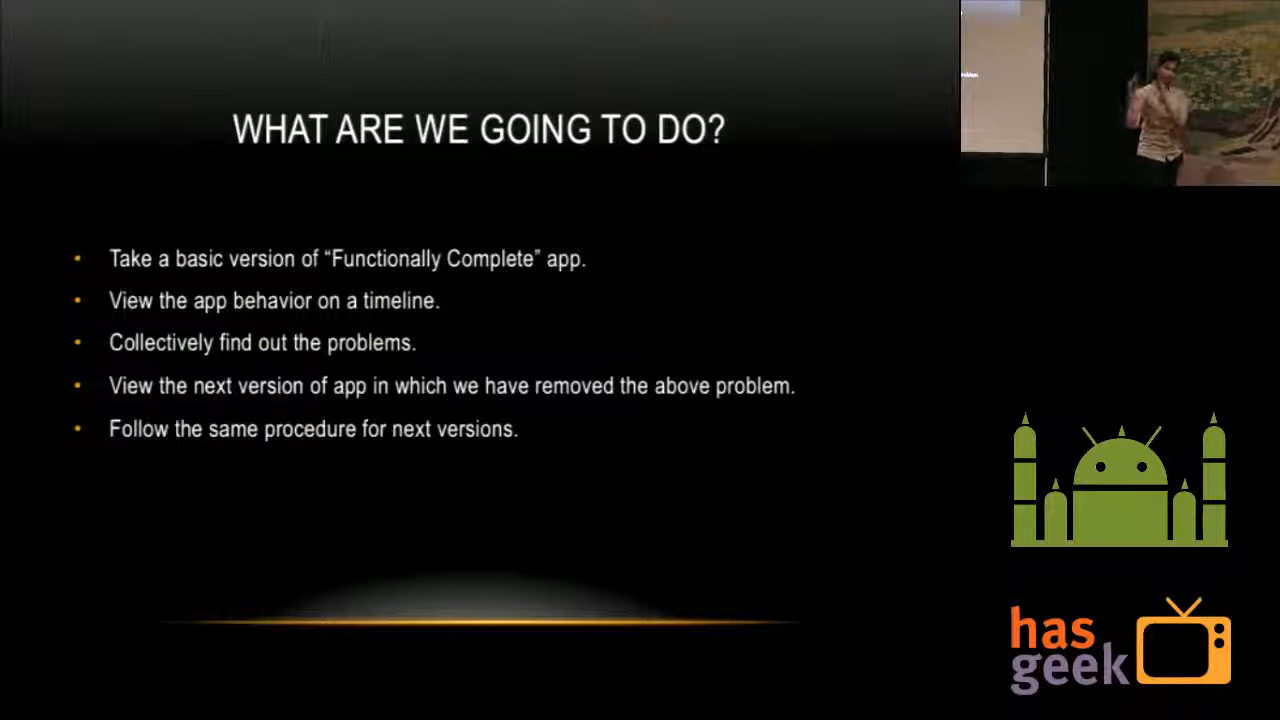 WHAT ARE WE GOING TO DO?
• Take a basic version of “Functionally Complete” app.
• View the app behavior on a timeline.
• Collectively find out the problems.
• View the next version of app in which we have removed the above problem.
• Follow the same procedure for next versions.
has
geek